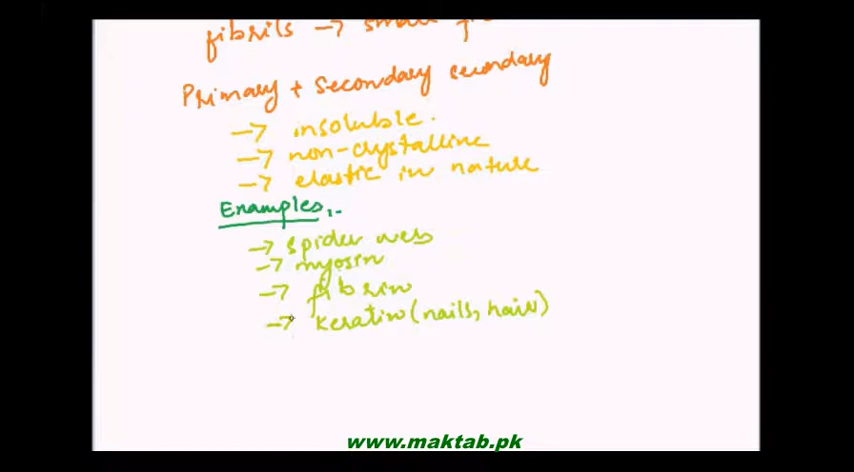 fibrils → small
Primary + Secondary secondary
→ insoluble.
→ non-crystalline
→ elastic in nature
Examples:-
→ spider web
→ myosin
→ fibrin
→ Keratin (nails, hair)
www.maktab.pk